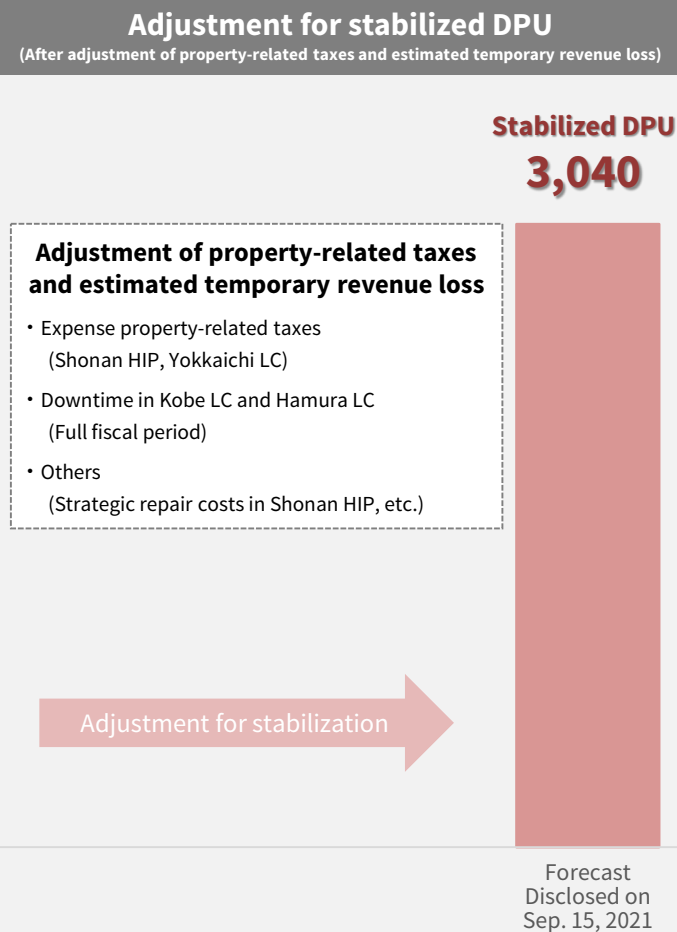 Adjustment for stabilized DPU
(After adjustment of property-related taxes and estimated temporary revenue loss)
Stabilized DPU
3,040
Adjustment of property-related taxes
and estimated temporary revenue loss
・Expense property-related taxes
(Shonan HIP, Yokkaichi LC)
・Downtime in Kobe LC and Hamura LC
(Full fiscal period)
・Others
(Strategic repair costs in Shonan HIP, etc.)
Adjustment for stabilization
Forecast
Disclosed on
Sep. 15, 2021